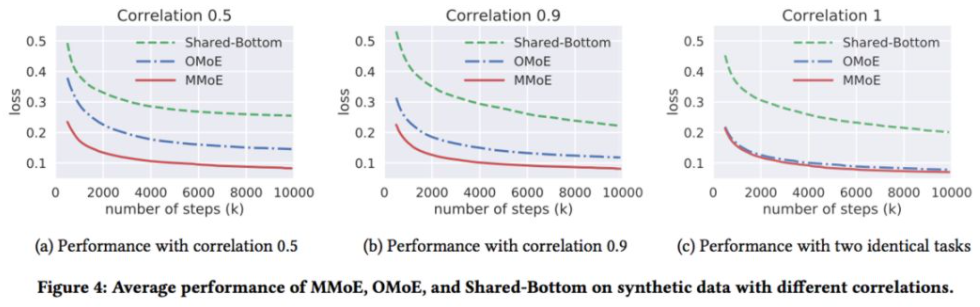 Correlation 0.5
0.5
0.4
0.3
0.2
0.1
loss
Shared-Bottom
OMoE
MMoE
0 2000 4000 6000 8000 10000
number of steps (k)
(a) Performance with correlation 0.5
Correlation 0.9
0.5
0.4
0.3
0.2
0.1
loss
Shared-Bottom
OMoE
MMoE
0 2000 4000 6000 8000 10000
number of steps (k)
(b) Performance with correlation 0.9
Correlation 1
0.5
0.4
0.3
0.2
0.1
loss
Shared-Bottom
OMoE
MMoE
0 2000 4000 6000 8000 10000
number of steps (k)
(c) Performance with two identical tasks
Figure 4: Average performance of MMoE, OMoE, and Shared-Bottom on synthetic data with different correlations.